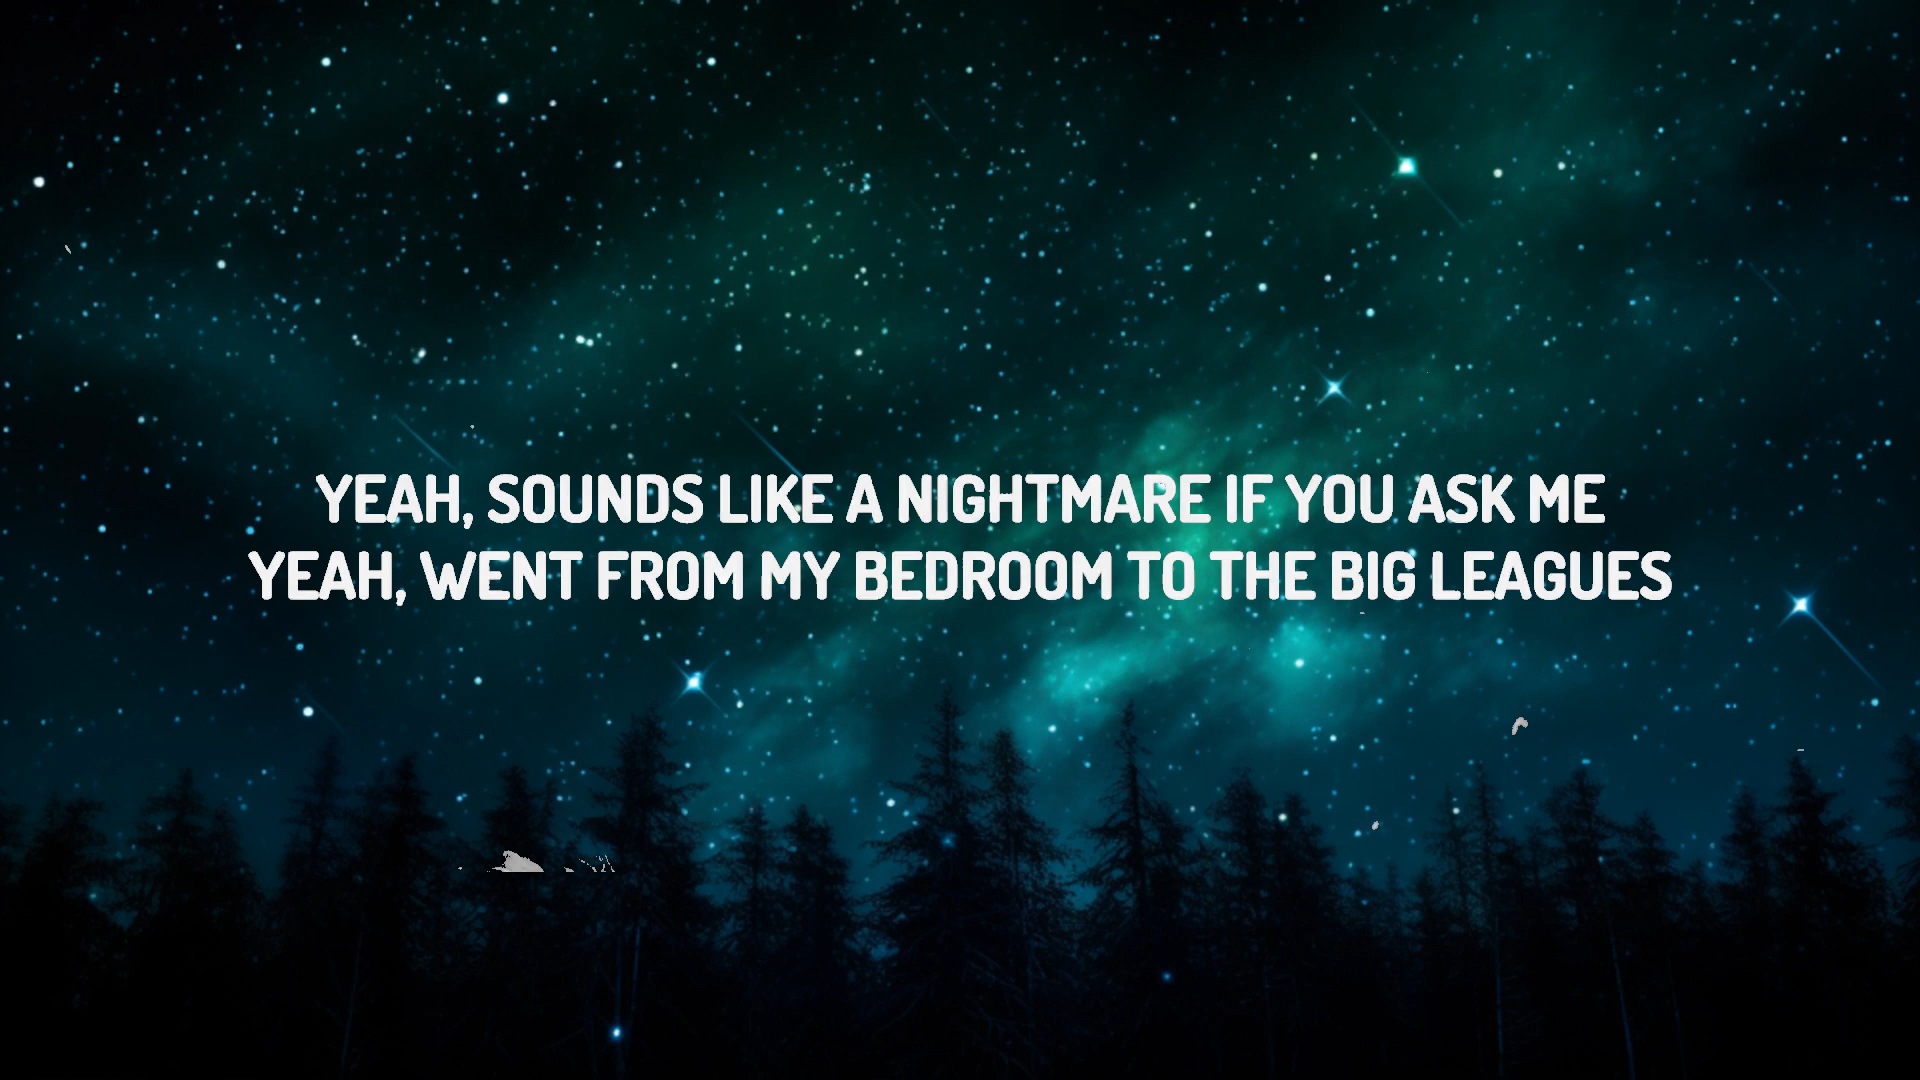 YEAH, SOUNDS LIKE A NIGHTMARE IF YOU ASK ME
YEAH, WENT FROM MY BEDROOM TO THE BIG LEAGUES